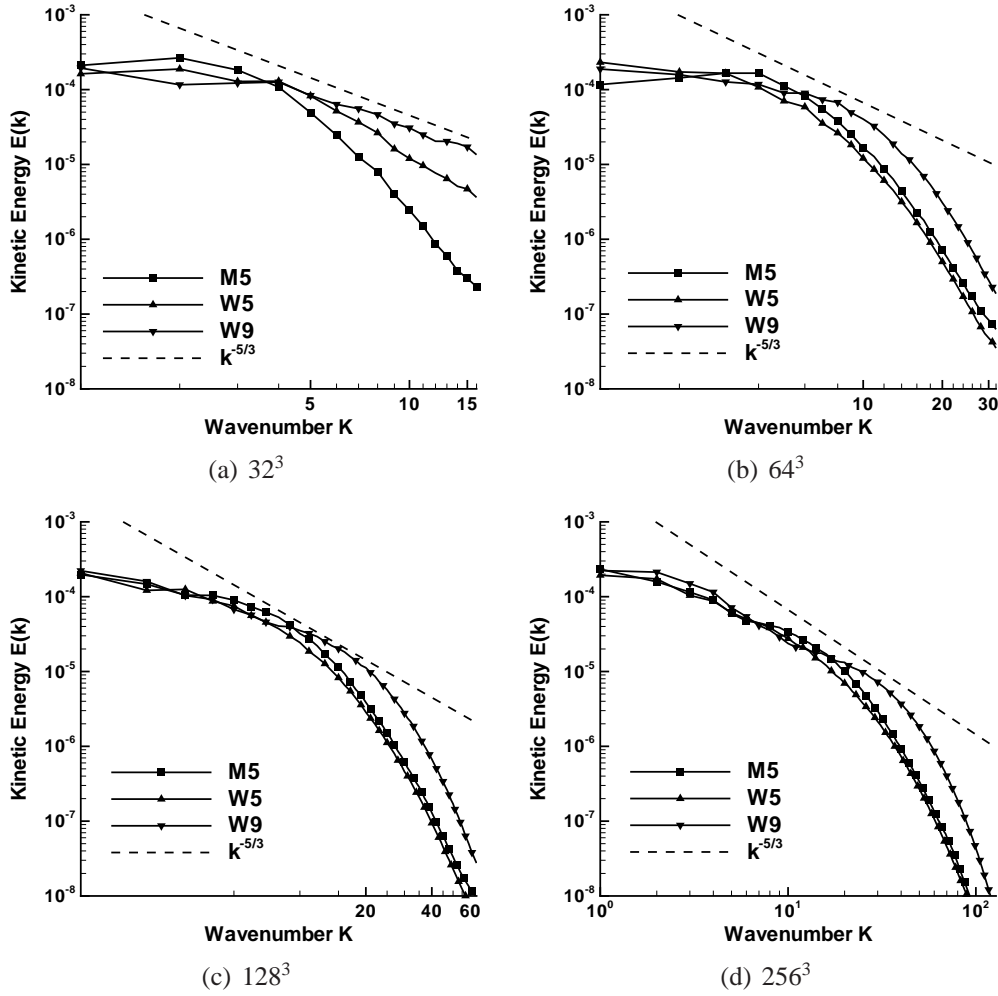 Kinetic Energy E(k)
10^-3
10^-4
10^-5
10^-6
10^-7
10^-8
M5
W5
W9
k^-5/3
5 10 15
Wavenumber K
(a) 32^3
Kinetic Energy E(k)
10^-3
10^-4
10^-5
10^-6
10^-7
10^-8
M5
W5
W9
k^-5/3
10 20 30
Wavenumber K
(b) 64^3
Kinetic Energy E(k)
10^-3
10^-4
10^-5
10^-6
10^-7
10^-8
M5
W5
W9
k^-5/3
20 40 60
Wavenumber K
(c) 128^3
Kinetic Energy E(k)
10^-3
10^-4
10^-5
10^-6
10^-7
10^-8
M5
W5
W9
k^-5/3
10^0 10^1 10^2
Wavenumber K
(d) 256^3